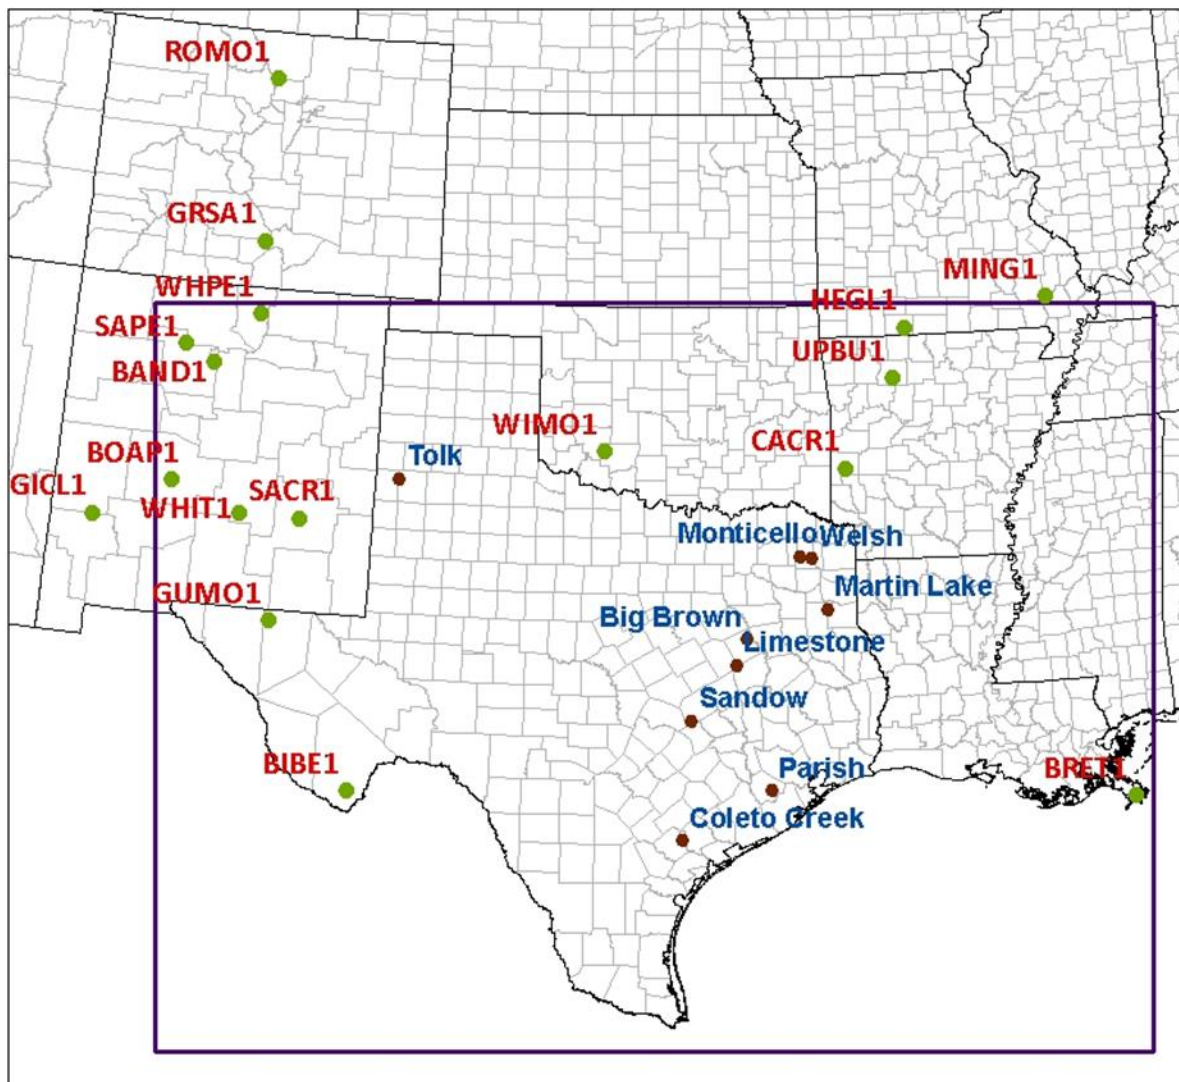 ROMO1
GRSA1
MING1
WHPE1
HEGL1
SAPE1
UPBU1
BAND1
WIMO1
CACR1
BOAP1
Tolk
GICL1
WHIT1
SACR1
Monticello
Welsh
Martin Lake
GUMO1
Big Brown
Limestone
Sandow
BIBE1
Parish
BRET1
Coleto Creek